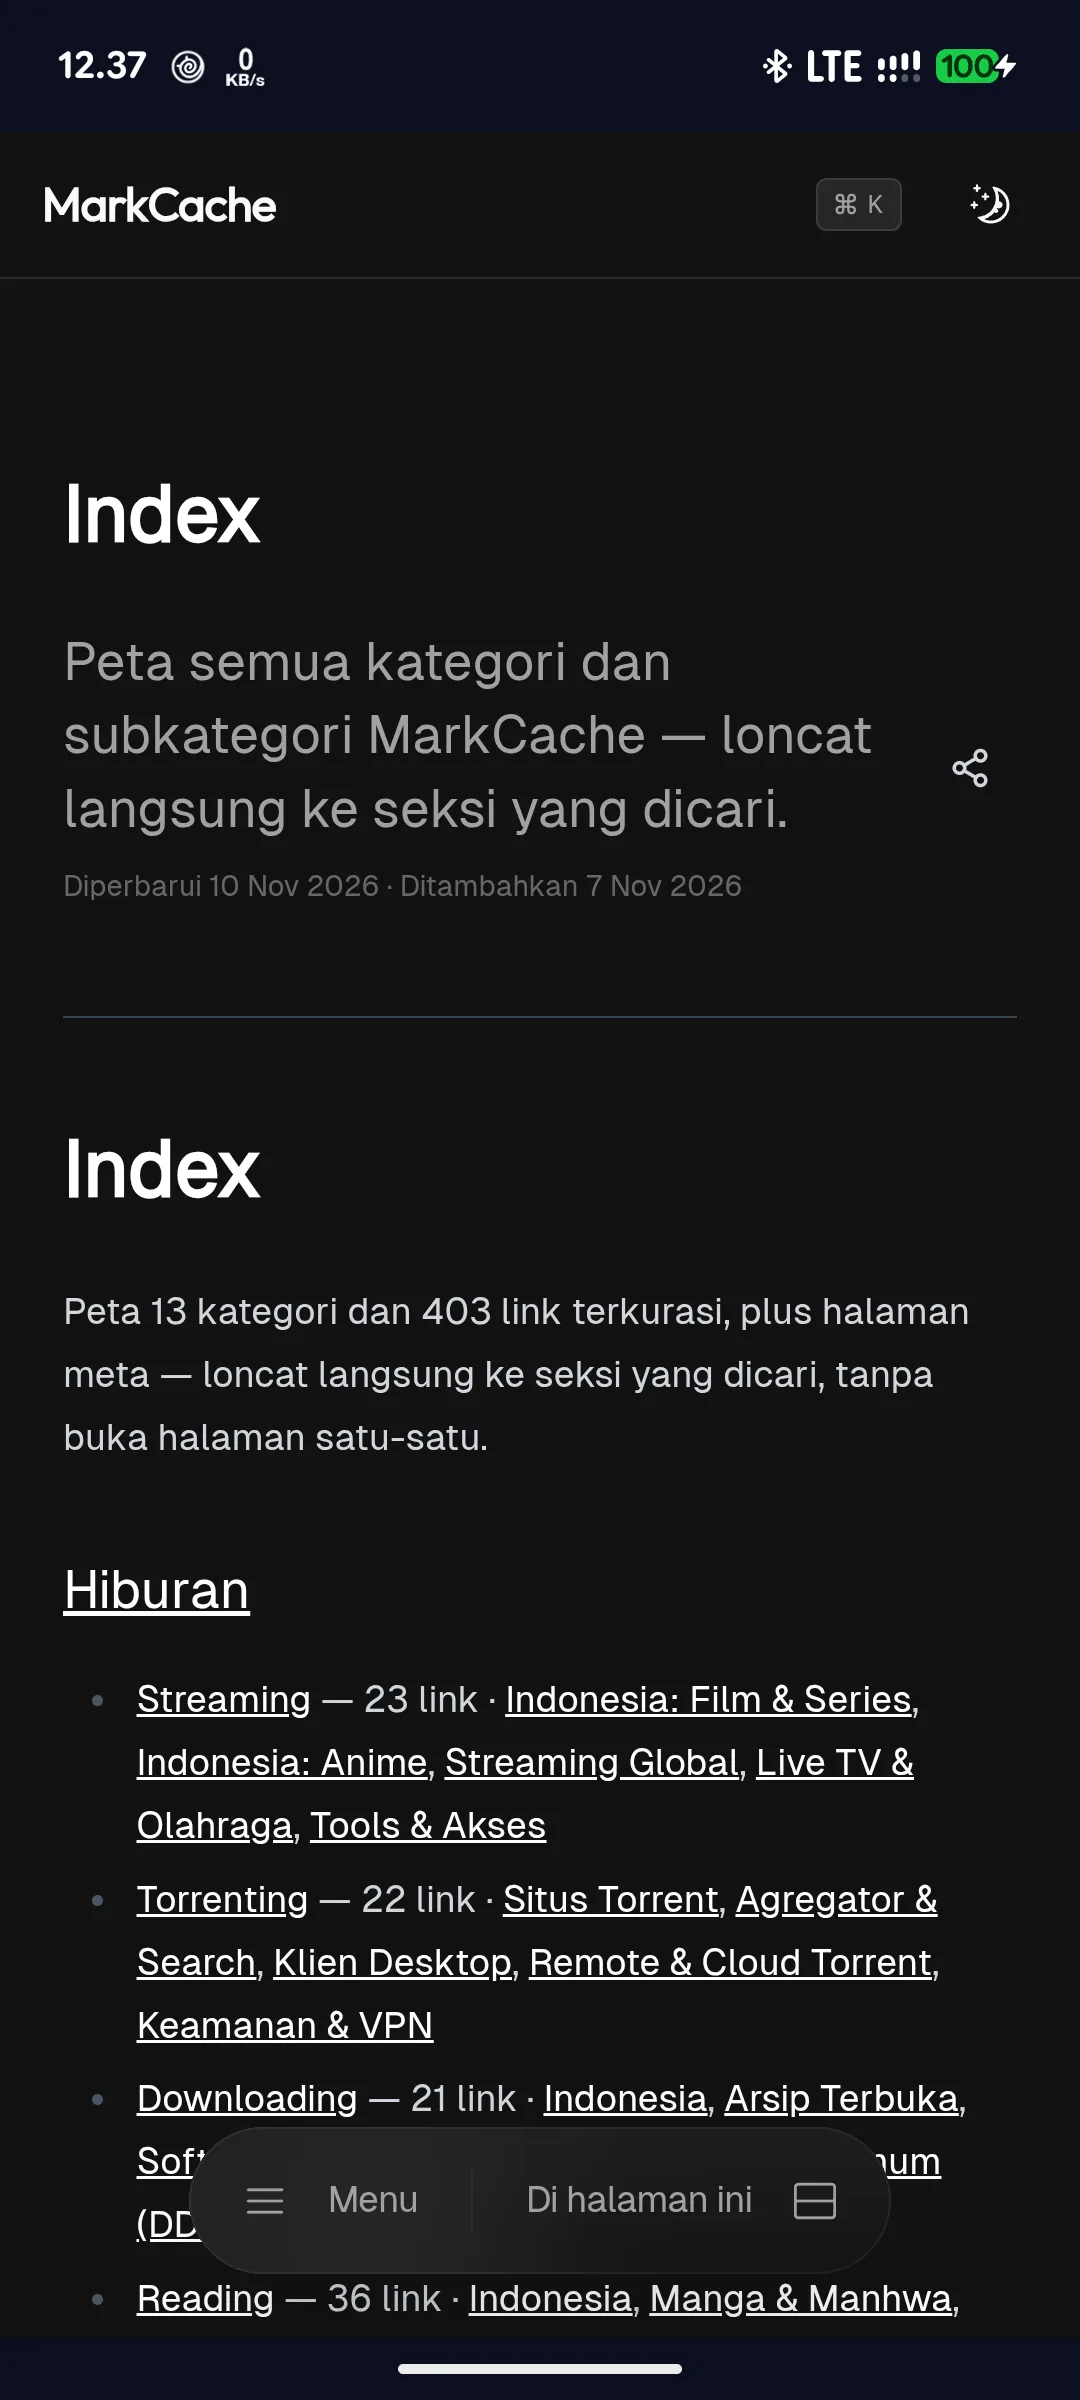 12.37
0
KB/s
LTE
100
MarkCache
⌘ K
Index
Peta semua kategori dan
subkategori MarkCache — loncat
langsung ke seksi yang dicari.
Diperbarui 10 Nov 2026 · Ditambahkan 7 Nov 2026
Index
Peta 13 kategori dan 403 link terkurasi, plus halaman
meta — loncat langsung ke seksi yang dicari, tanpa
buka halaman satu-satu.
Hiburan
• Streaming — 23 link · Indonesia: Film & Series,
Indonesia: Anime, Streaming Global, Live TV &
Olahraga, Tools & Akses
• Torrenting — 22 link · Situs Torrent, Agregator &
Search, Klien Desktop, Remote & Cloud Torrent,
Keamanan & VPN
• Downloading — 21 link · Indonesia, Arsip Terbuka,
Menu
Di halaman ini
• Reading — 36 link · Indonesia, Manga & Manhwa,